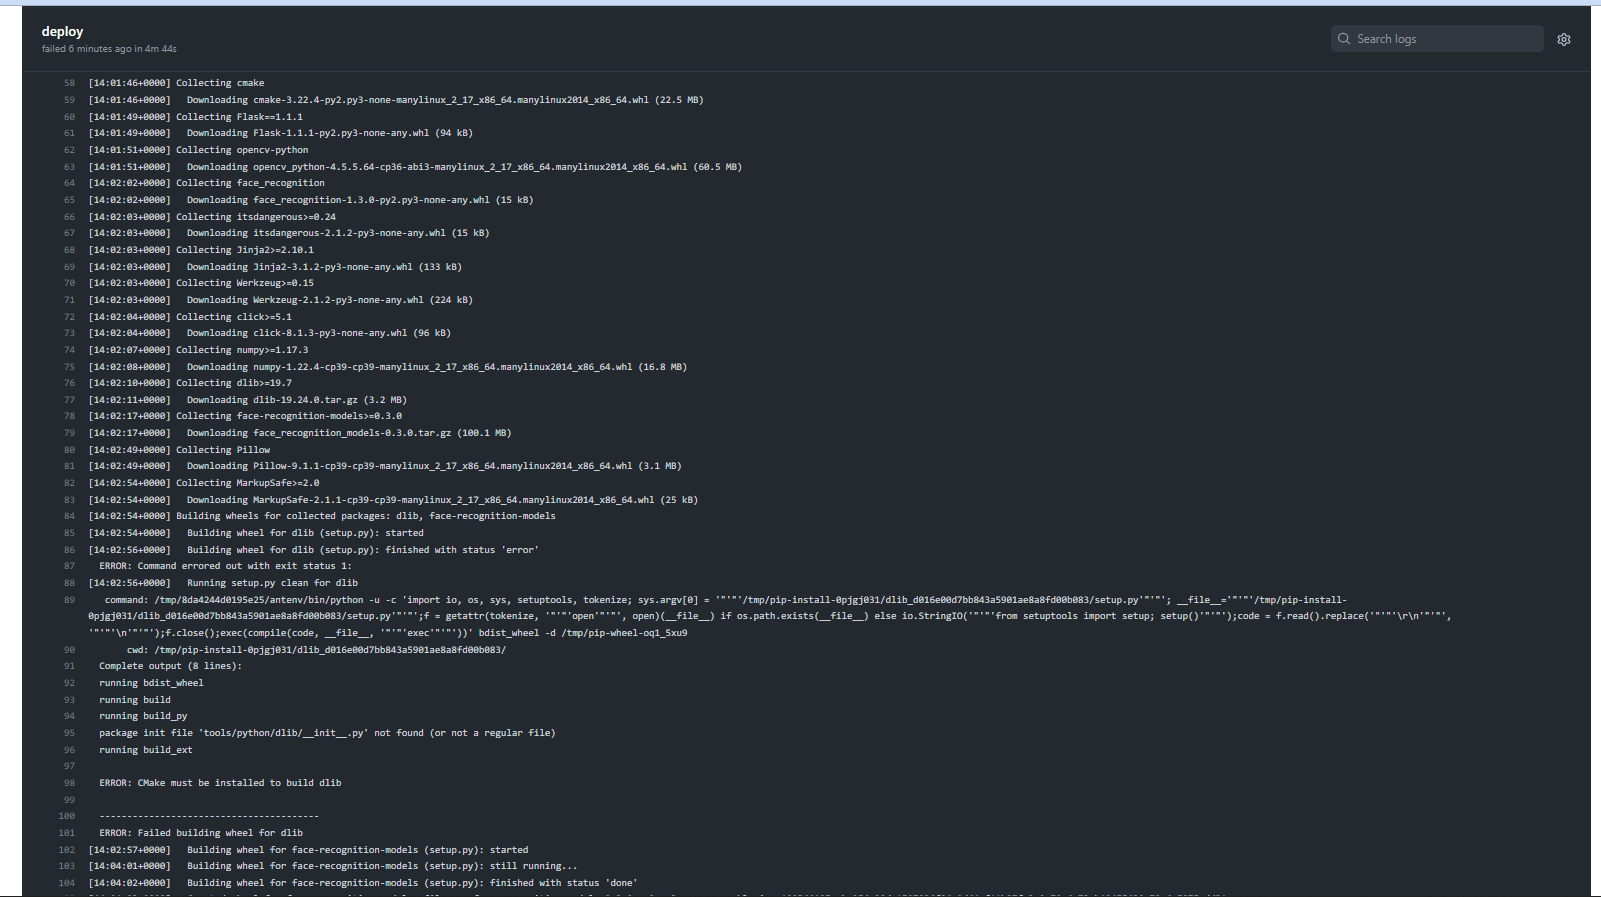 deploy
failed 6 minutes ago in 4m 44s
Search logs
58 [14:01:46+0000] Collecting cmake
59 [14:01:46+0000]   Downloading cmake-3.22.4-py2.py3-none-manylinux_2_17_x86_64.manylinux2014_x86_64.whl (22.5 MB)
60 [14:01:49+0000] Collecting Flask==1.1.1
61 [14:01:49+0000]   Downloading Flask-1.1.1-py2.py3-none-any.whl (94 kB)
62 [14:01:51+0000] Collecting opencv-python
63 [14:01:51+0000]   Downloading opencv_python-4.5.5.64-cp36-abi3-manylinux_2_17_x86_64.manylinux2014_x86_64.whl (60.5 MB)
64 [14:02:02+0000] Collecting face_recognition
65 [14:02:02+0000]   Downloading face_recognition-1.3.0-py2.py3-none-any.whl (15 kB)
66 [14:02:03+0000] Collecting itsdangerous>=0.24
67 [14:02:03+0000]   Downloading itsdangerous-2.1.2-py3-none-any.whl (15 kB)
68 [14:02:03+0000] Collecting Jinja2>=2.10.1
69 [14:02:03+0000]   Downloading Jinja2-3.1.2-py3-none-any.whl (133 kB)
70 [14:02:03+0000] Collecting Werkzeug>=0.15
71 [14:02:03+0000]   Downloading Werkzeug-2.1.2-py3-none-any.whl (224 kB)
72 [14:02:04+0000] Collecting click>=5.1
73 [14:02:04+0000]   Downloading click-8.1.3-py3-none-any.whl (96 kB)
74 [14:02:07+0000] Collecting numpy>=1.17.3
75 [14:02:08+0000]   Downloading numpy-1.22.4-cp39-cp39-manylinux_2_17_x86_64.manylinux2014_x86_64.whl (16.8 MB)
76 [14:02:10+0000] Collecting dlib>=19.7
77 [14:02:11+0000]   Downloading dlib-19.24.0.tar.gz (3.2 MB)
78 [14:02:17+0000] Collecting face-recognition-models>=0.3.0
79 [14:02:17+0000]   Downloading face_recognition_models-0.3.0.tar.gz (100.1 MB)
80 [14:02:49+0000] Collecting Pillow
81 [14:02:49+0000]   Downloading Pillow-9.1.1-cp39-cp39-manylinux_2_17_x86_64.manylinux2014_x86_64.whl (3.1 MB)
82 [14:02:54+0000] Collecting MarkupSafe>=2.0
83 [14:02:54+0000]   Downloading MarkupSafe-2.1.1-cp39-cp39-manylinux_2_17_x86_64.manylinux2014_x86_64.whl (25 kB)
84 [14:02:54+0000] Building wheels for collected packages: dlib, face-recognition-models
85 [14:02:54+0000]   Building wheel for dlib (setup.py): started
86 [14:02:56+0000]   Building wheel for dlib (setup.py): finished with status 'error'
87   ERROR: Command errored out with exit status 1:
88 [14:02:56+0000]   Running setup.py clean for dlib
89    command: /tmp/8da4244d0195e25/antenv/bin/python -u -c 'import io, os, sys, setuptools, tokenize; sys.argv[0] = '"'"'/tmp/pip-install-0pjgj031/dlib_d016e00d7bb843a5901ae8a8fd00b083/setup.py'"'"'; __file__='"'"'/tmp/pip-install-
0pjgj031/dlib_d016e00d7bb843a5901ae8a8fd00b083/setup.py'"'"';f = getattr(tokenize, '"'"'open'"'"', open)(__file__) if os.path.exists(__file__) else io.StringIO('"'"'from setuptools import setup; setup()'"'"');code = f.read().replace('"'"'\r\n'"'"',
'"'"'\n'"'"');f.close();exec(compile(code, __file__, '"'"'exec'"'"'))' bdist_wheel -d /tmp/pip-wheel-oq1_5xu9
90        cwd: /tmp/pip-install-0pjgj031/dlib_d016e00d7bb843a5901ae8a8fd00b083/
91   Complete output (8 lines):
92   running bdist_wheel
93   running build
94   running build_py
95   package init file 'tools/python/dlib/__init__.py' not found (or not a regular file)
96   running build_ext
97
98   ERROR: CMake must be installed to build dlib
99
100   ----------------------------------------
101   ERROR: Failed building wheel for dlib
102 [14:02:57+0000]   Building wheel for face-recognition-models (setup.py): started
103 [14:04:01+0000]   Building wheel for face-recognition-models (setup.py): still running...
104 [14:04:02+0000]   Building wheel for face-recognition-models (setup.py): finished with status 'done'